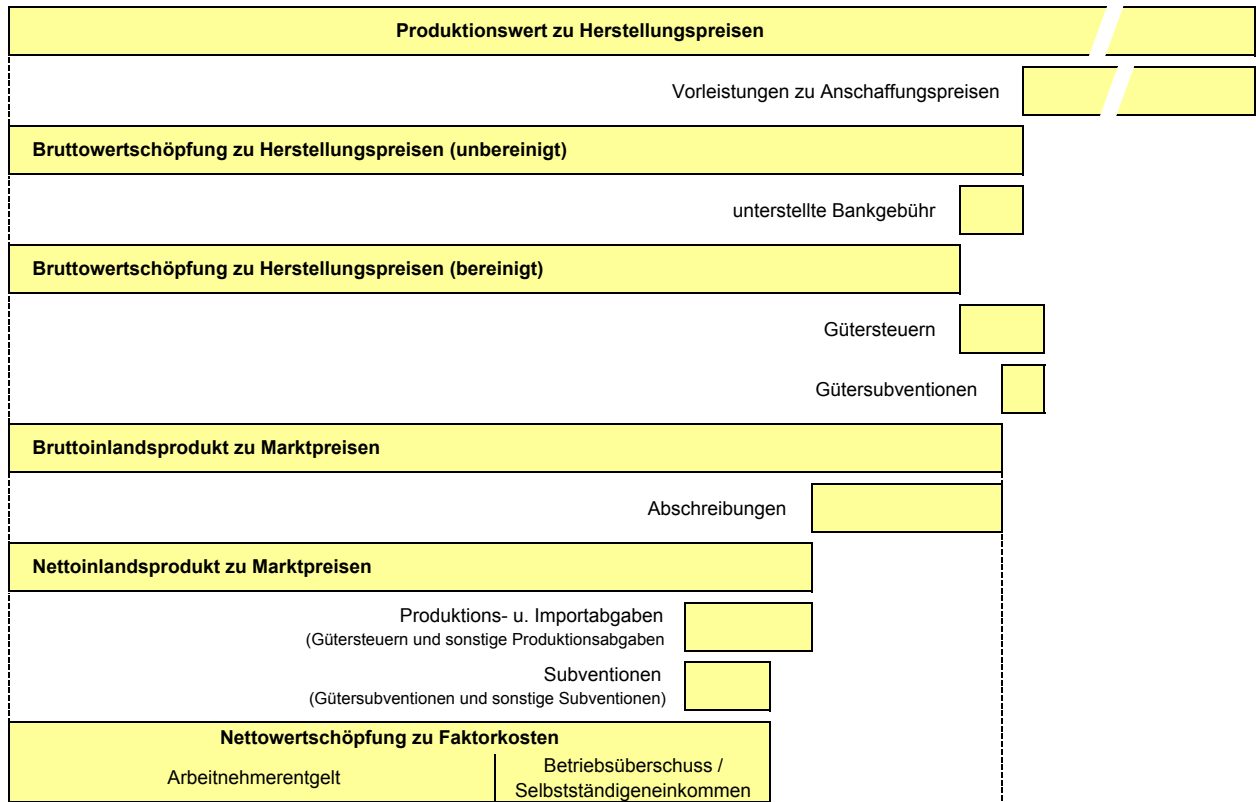 Produktionswert zu Herstellungspreisen
Vorleistungen zu Anschaffungspreisen
Bruttowertschöpfung zu Herstellungspreisen (unbereinigt)
unterstellte Bankgebühr
Bruttowertschöpfung zu Herstellungspreisen (bereinigt)
Gütersteuern
Gütersubventionen
Bruttoinlandsprodukt zu Marktpreisen
Abschreibungen
Nettoinlandsprodukt zu Marktpreisen
Produktions- u. Importabgaben
(Gütersteuern und sonstige Produktionsabgaben
Subventionen
(Gütersubventionen und sonstige Subventionen)
Nettowertschöpfung zu Faktorkosten
Arbeitnehmerentgelt
Betriebsüberschuss /
Selbstständigeneinkommen